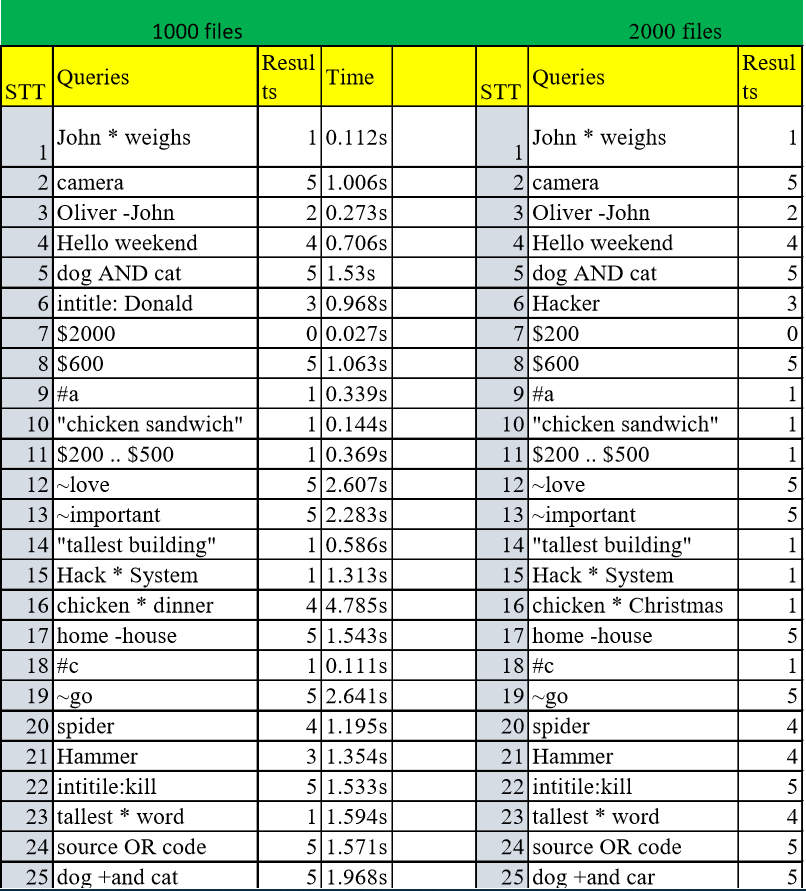 1000 files 2000 files
STT Queries Results Time STT Queries Results
1 John * weighs 1 0.112s 1 John * weighs 1
2 camera 5 1.006s 2 camera 5
3 Oliver -John 2 0.273s 3 Oliver -John 2
4 Hello weekend 4 0.706s 4 Hello weekend 4
5 dog AND cat 5 1.53s 5 dog AND cat 5
6 intitle: Donald 3 0.968s 6 Hacker 3
7 $2000 0 0.027s 7 $200 0
8 $600 5 1.063s 8 $600 5
9 #a 1 0.339s 9 #a 1
10 "chicken sandwich" 1 0.144s 10 "chicken sandwich" 1
11 $200 .. $500 1 0.369s 11 $200 .. $500 1
12 ~love 5 2.607s 12 ~love 5
13 ~important 5 2.283s 13 ~important 5
14 "tallest building" 1 0.586s 14 "tallest building" 1
15 Hack * System 1 1.313s 15 Hack * System 1
16 chicken * dinner 4 4.785s 16 chicken * Christmas 1
17 home -house 5 1.543s 17 home -house 5
18 #c 1 0.111s 18 #c 1
19 ~go 5 2.641s 19 ~go 5
20 spider 4 1.195s 20 spider 4
21 Hammer 3 1.354s 21 Hammer 4
22 intitile:kill 5 1.533s 22 intitile:kill 5
23 tallest * word 1 1.594s 23 tallest * word 4
24 source OR code 5 1.571s 24 source OR code 5
25 dog +and cat 5 1.968s 25 dog +and car 5